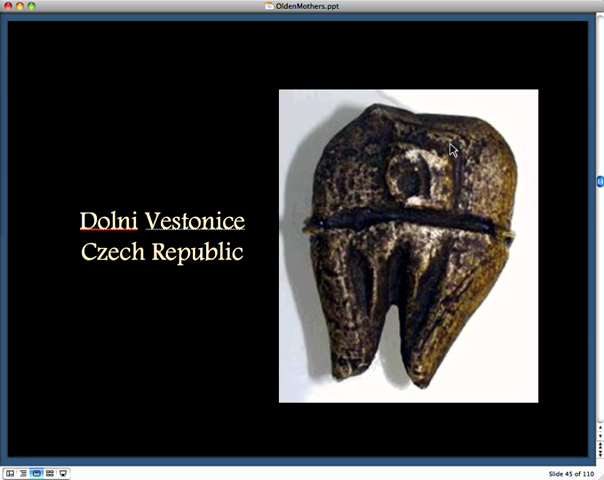 OldenMothers.ppt
Dolni Vestonice
Czech Republic
Slide 45 of 110